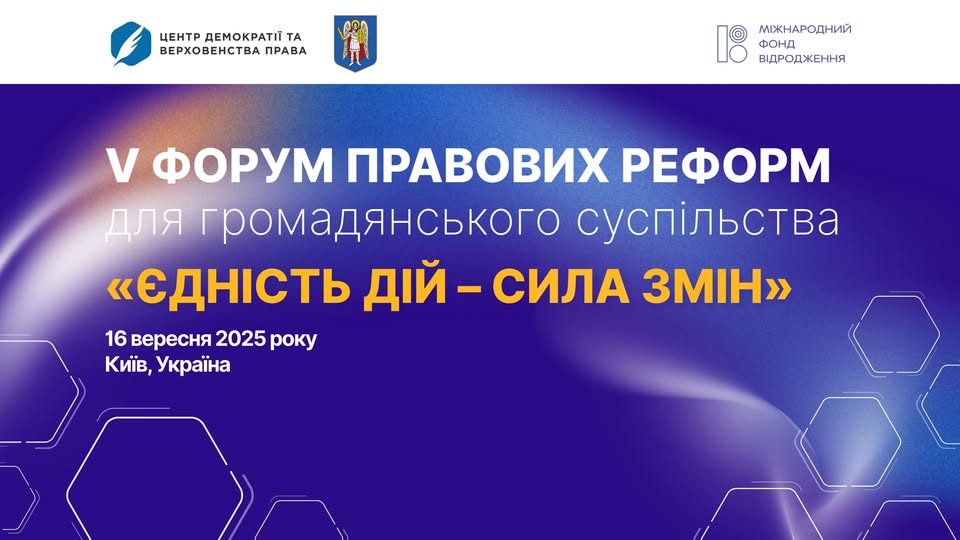 ЦЕНТР ДЕМОКРАТІЇ ТА
ВЕРХОВЕНСТВА ПРАВА
МІЖНАРОДНИЙ
ФОНД
ВІДРОДЖЕННЯ
V ФОРУМ ПРАВОВИХ РЕФОРМ
для громадянського суспільства
«ЄДНІСТЬ ДІЙ – СИЛА ЗМІН»
16 вересня 2025 року
Київ, Україна